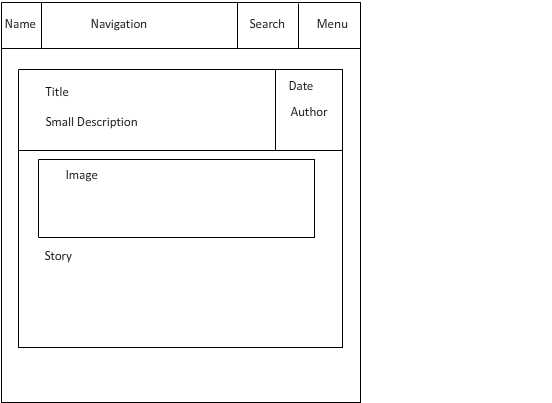 Name Navigation Search Menu
Title
Small Description
Date
Author
Image
Story